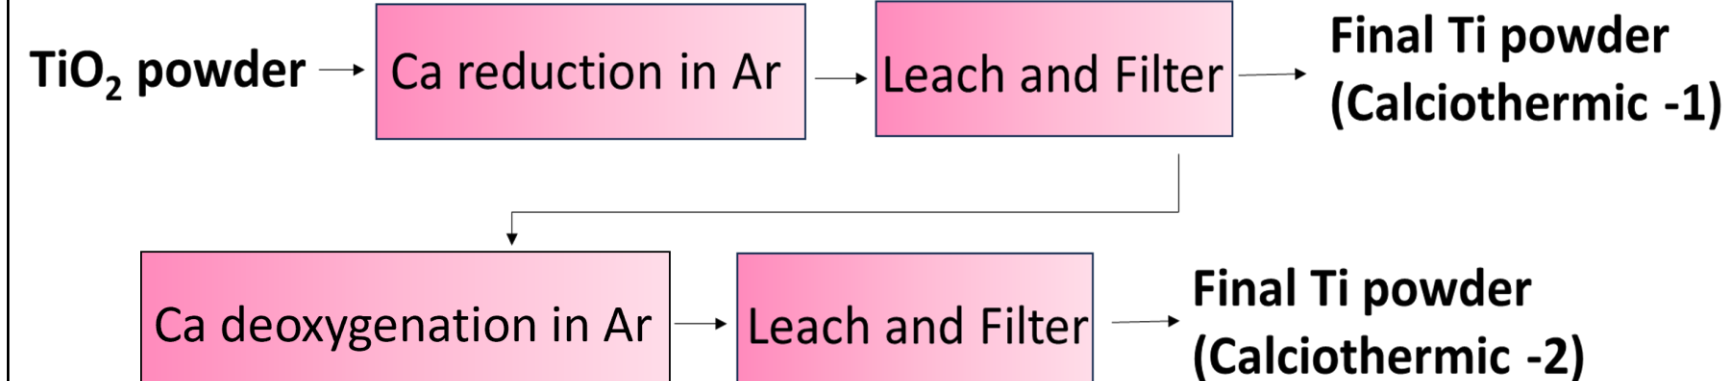 TiO₂ powder
Ca reduction in Ar
Leach and Filter
Final Ti powder
(Calciothermic -1)
Ca deoxygenation in Ar
Leach and Filter
Final Ti powder
(Calciothermic -2)